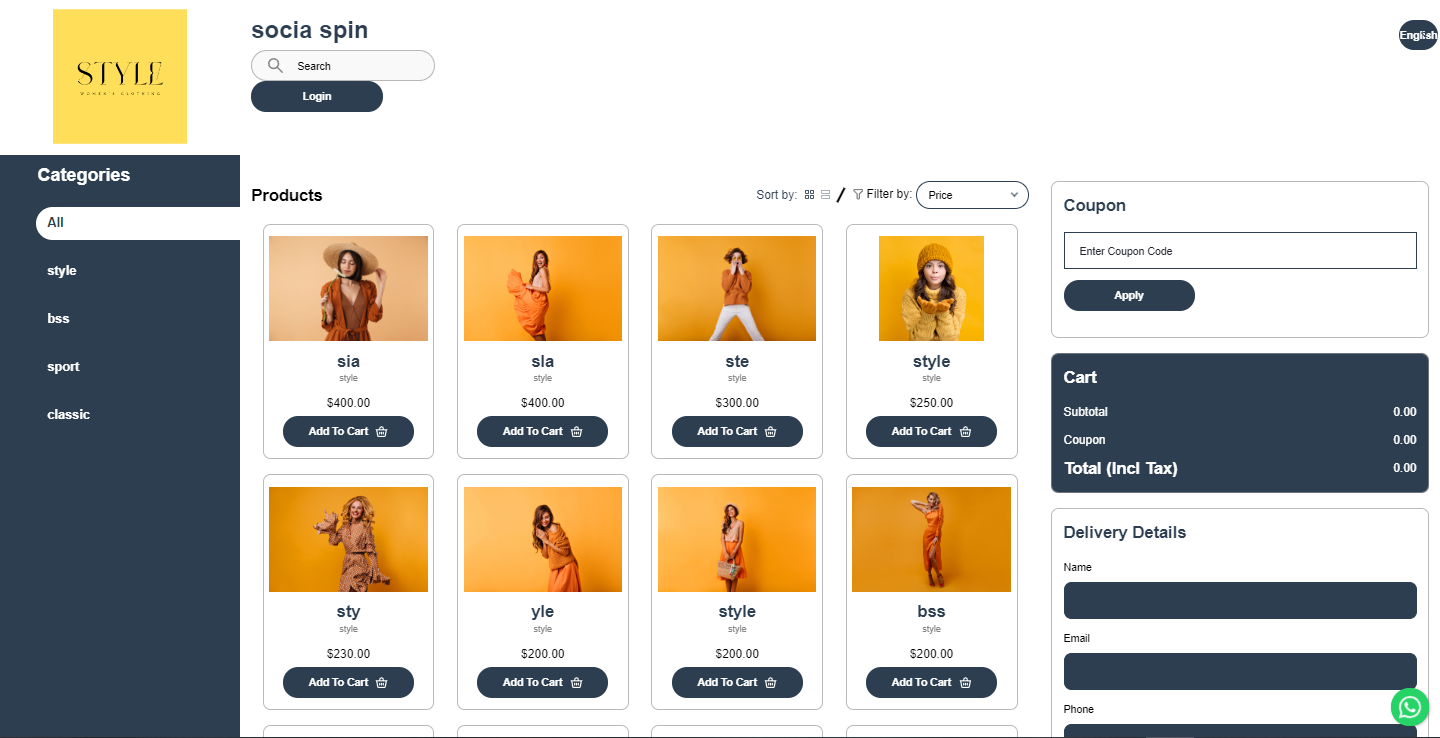 STYLE
WOMEN'S CLOTHING
socia spin
Search
Login
English
Categories
All
style
bss
sport
classic
Products
Sort by:
/
Filter by:
Price
sia
style
$400.00
Add To Cart
sla
style
$400.00
Add To Cart
ste
style
$300.00
Add To Cart
style
style
$250.00
Add To Cart
sty
style
$230.00
Add To Cart
yle
style
$200.00
Add To Cart
style
style
$200.00
Add To Cart
bss
style
$200.00
Add To Cart
Coupon
Enter Coupon Code
Apply
Cart
Subtotal 0.00
Coupon 0.00
Total (Incl Tax) 0.00
Delivery Details
Name
Email
Phone